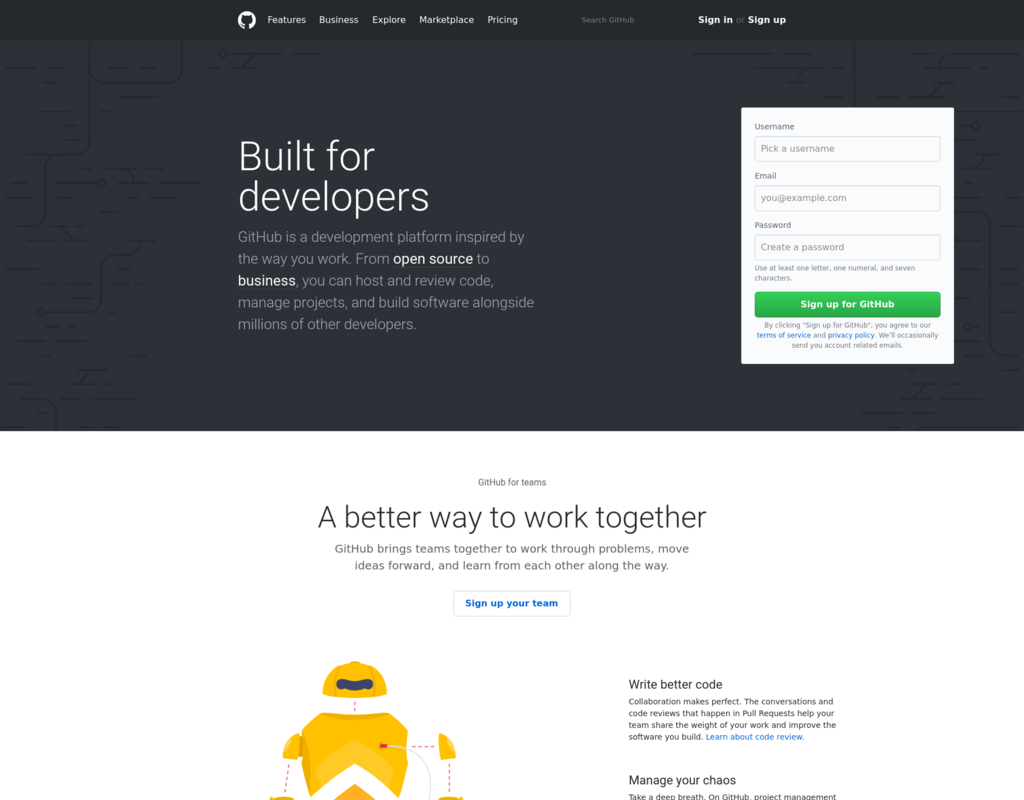 Features Business Explore Marketplace Pricing Search GitHub Sign in or Sign up
Built for
developers
GitHub is a development platform inspired by
the way you work. From open source to
business, you can host and review code,
manage projects, and build software alongside
millions of other developers.
Username
Pick a username
Email
you@example.com
Password
Create a password
Use at least one letter, one numeral, and seven
characters.
Sign up for GitHub
By clicking "Sign up for GitHub", you agree to our
terms of service and privacy policy. We'll occasionally
send you account related emails.
GitHub for teams
A better way to work together
GitHub brings teams together to work through problems, move
ideas forward, and learn from each other along the way.
Sign up your team
Write better code
Collaboration makes perfect. The conversations and
code reviews that happen in Pull Requests help your
team share the weight of your work and improve the
software you build. Learn about code review.
Manage your chaos
Take a deep breath. On GitHub, project management